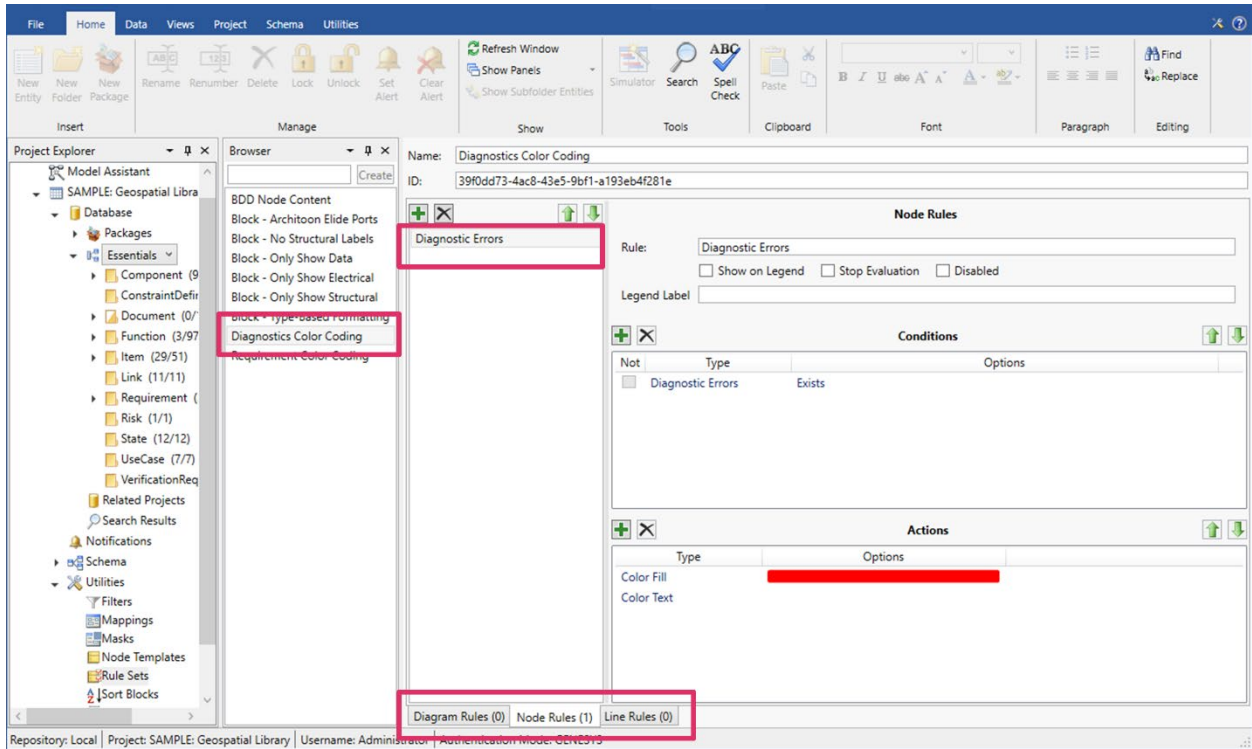 File Home Data Views Project Schema Utilities
New Entity
New Folder
New Package
Insert
Rename
Renumber
Delete
Lock
Unlock
Set Alert
Clear Alert
Manage
Refresh Window
Show Panels
Show Subfolder Entities
Show
Simulator
Search
ABC
Spell Check
Tools
Paste
Clipboard
B I U abc A A A
Font
Paragraph
Find
Replace
Editing
Project Explorer
Model Assistant
SAMPLE: Geospatial Libra
Database
Packages
Essentials
Component (9
ConstraintDefir
Document (0/
Function (3/97
Item (29/51)
Link (11/11)
Requirement (
Risk (1/1)
State (12/12)
UseCase (7/7)
VerificationReq
Related Projects
Search Results
Notifications
Schema
Utilities
Filters
Mappings
Masks
Node Templates
Rule Sets
Sort Blocks
Browser
Create
BDD Node Content
Block - Architoon Elide Ports
Block - No Structural Labels
Block - Only Show Data
Block - Only Show Electrical
Block - Only Show Structural
Block - Type-Based Formatting
Diagnostics Color Coding
Requirement Color Coding
Name: Diagnostics Color Coding
ID: 39f0dd73-4ac8-43e5-9bf1-a193eb4f281e
Diagnostic Errors
Node Rules
Rule: Diagnostic Errors
Show on Legend Stop Evaluation Disabled
Legend Label
Conditions
Not Type Options
Diagnostic Errors Exists
Actions
Type Options
Color Fill
Color Text
Diagram Rules (0) Node Rules (1) Line Rules (0)
Repository: Local Project: SAMPLE: Geospatial Library Username: Administrator Authentication Mode: GENESYS